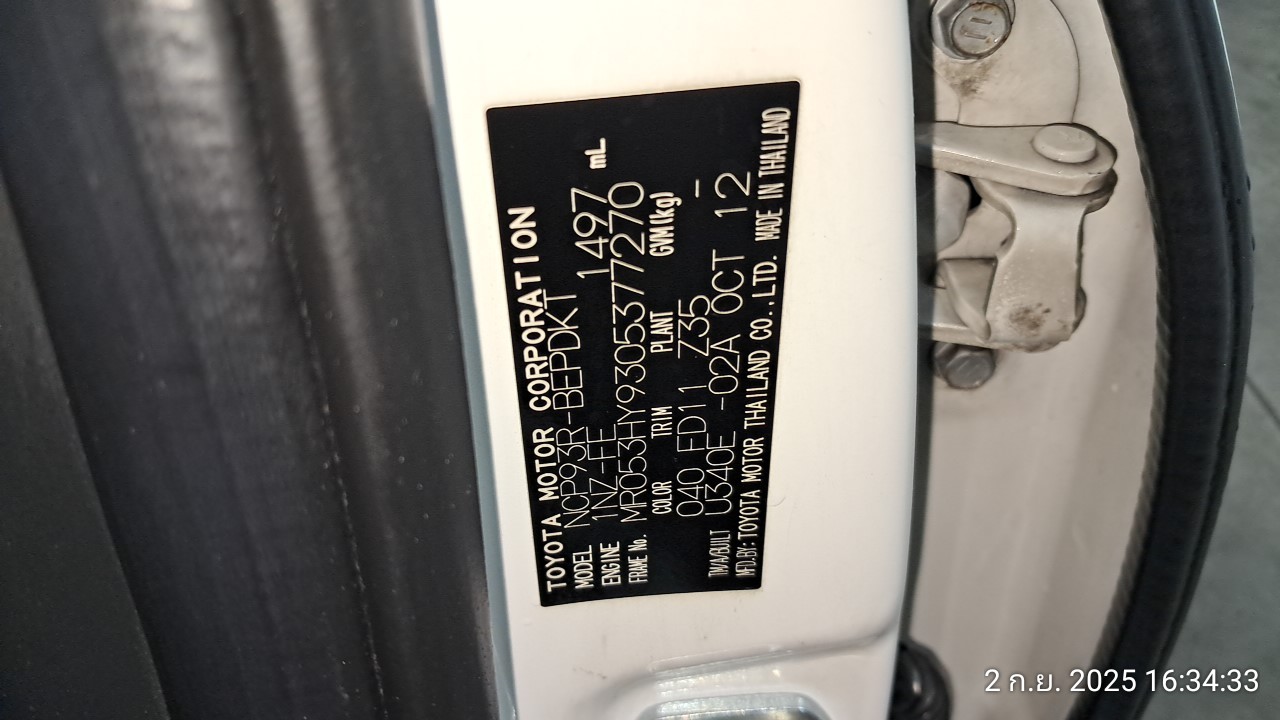 TOYOTA MOTOR CORPORATION
MODEL NCP93R-BEPDKT 1497 mL
ENGINE 1NZ-FE
FRAME No. MR053HY9305377270
COLOR TRIM PLANT GVM(kg)
040 FD11 Z35 -
TM/A/BUILT U340E -02A OCT 12
MFD.BY: TOYOTA MOTOR THAILAND CO.,LTD. MADE IN THAILAND
2 ก.ย. 2025 16:34:33